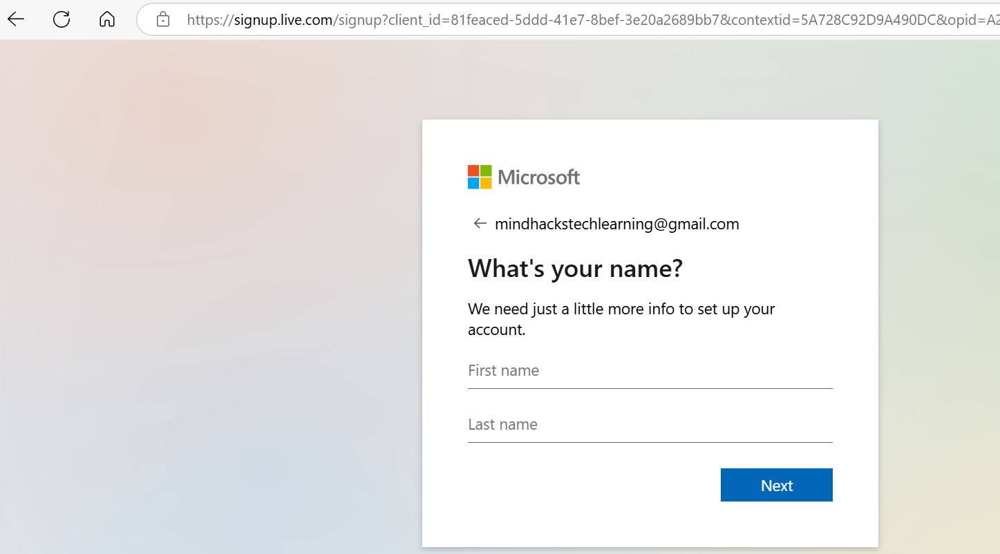 https://signup.live.com/signup?client_id=81feaced-5ddd-41e7-8bef-3e20a2689bb7&contextid=5A728C92D9A490DC&opid=A2
Microsoft
mindhackstechlearning@gmail.com
What's your name?
We need just a little more info to set up your
account.
First name
Last name
Next